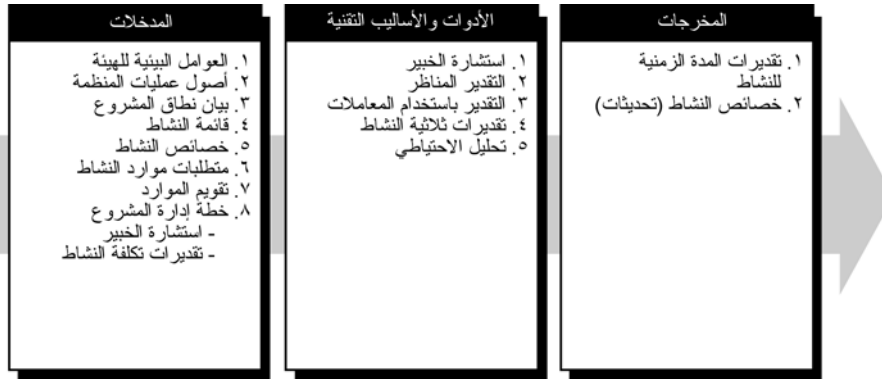 المدخلات
١. العوامل البيئية للهيئة
٢. أصول عمليات المنظمة
٣. بيان نطاق المشروع
٤. قائمة النشاط
٥. خصائص النشاط
٦. متطلبات موارد النشاط
٧. تقويم الموارد
٨. خطة إدارة المشروع
- استشارة الخبير
- تقديرات تكلفة النشاط
الأدوات والأساليب التقنية
١. استشارة الخبير
٢. التقدير المناظر
٣. التقدير باستخدام المعاملات
٤. تقديرات ثلاثية النشاط
٥. تحليل الاحتياطي
المخرجات
١. تقديرات المدة الزمنية
للنشاط
٢. خصائص النشاط (تحديثات)